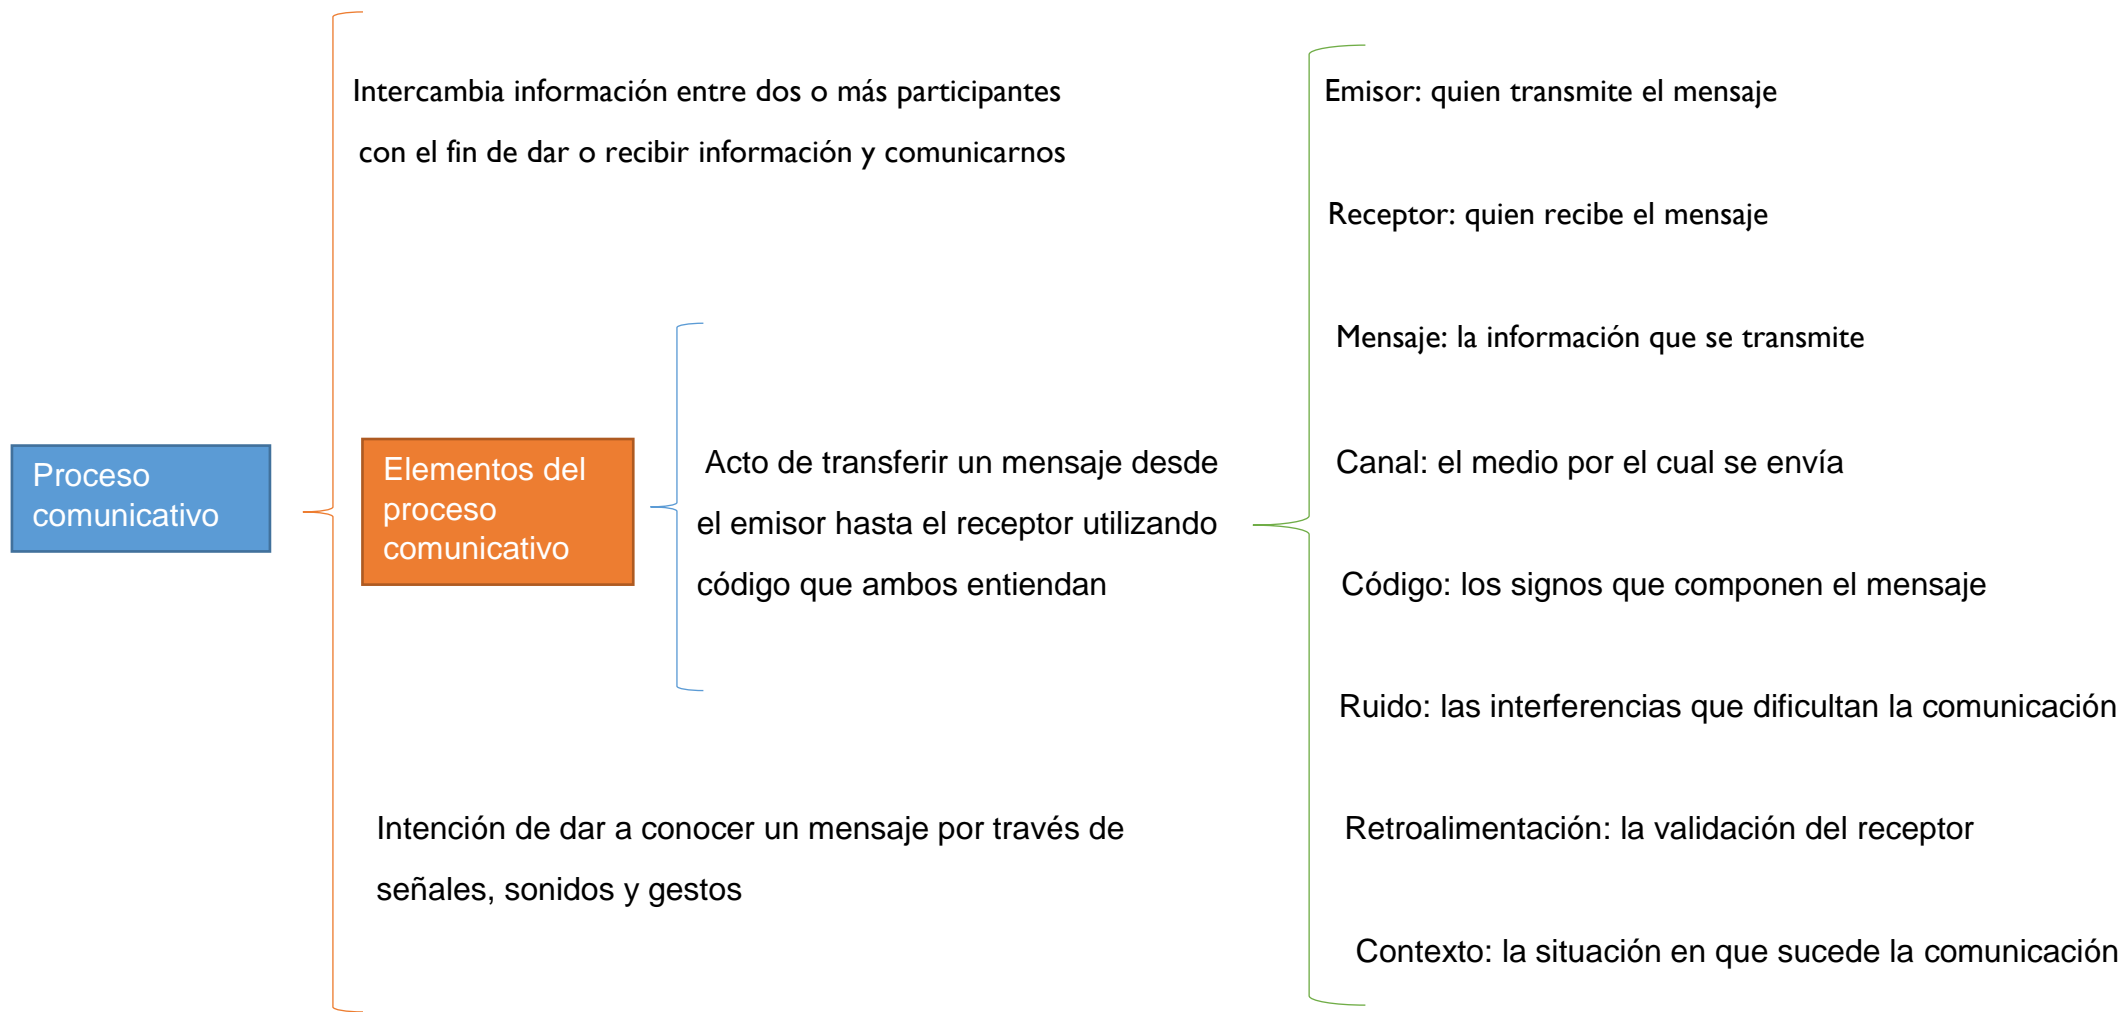 Proceso
comunicativo
Intercambia información entre dos o más participantes
con el fin de dar o recibir información y comunicarnos
Elementos del
proceso
comunicativo
Acto de transferir un mensaje desde
el emisor hasta el receptor utilizando
código que ambos entiendan
Intención de dar a conocer un mensaje por través de
señales, sonidos y gestos
Emisor: quien transmite el mensaje
Receptor: quien recibe el mensaje
Mensaje: la información que se transmite
Canal: el medio por el cual se envía
Código: los signos que componen el mensaje
Ruido: las interferencias que dificultan la comunicación
Retroalimentación: la validación del receptor
Contexto: la situación en que sucede la comunicación